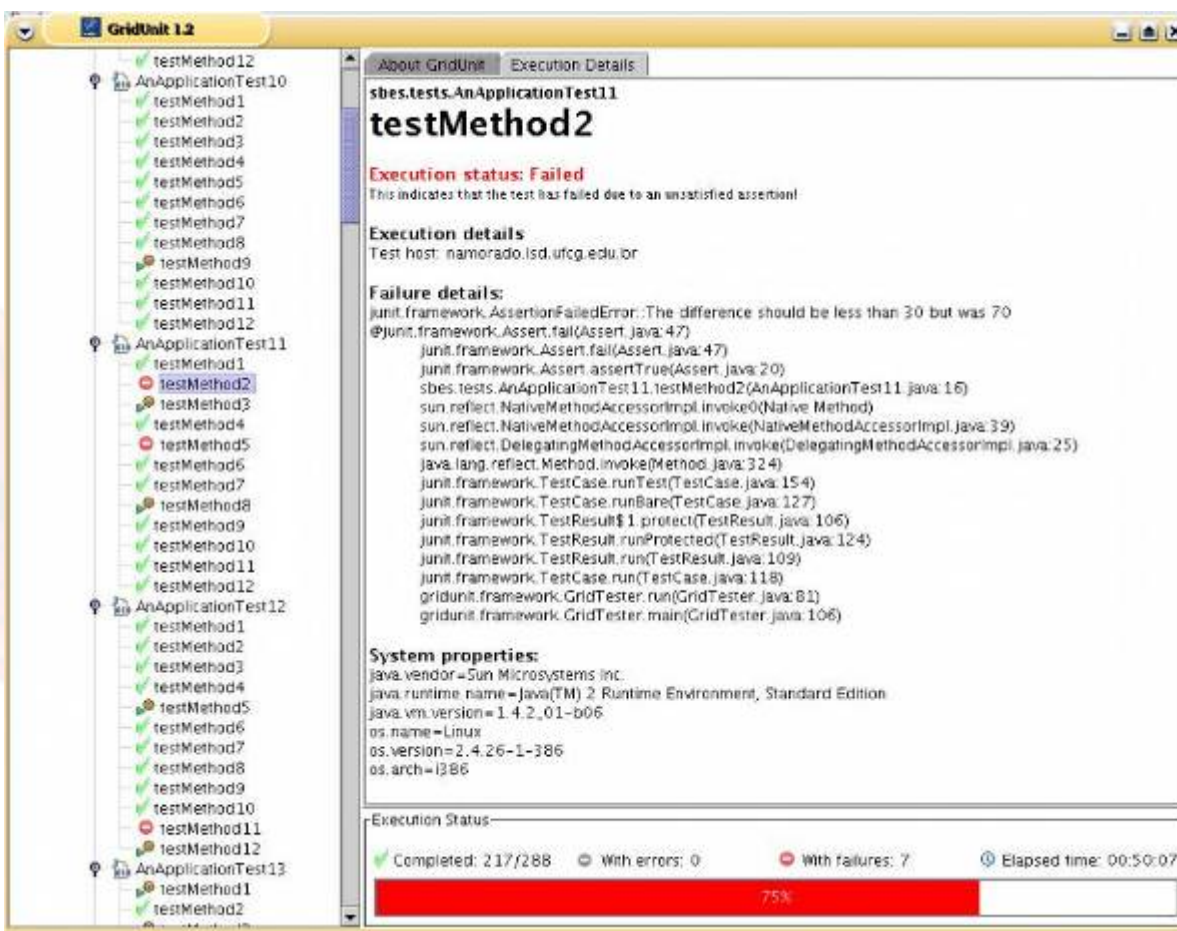 GridUnit 1.2
testMethod12
AnApplicationTest10
testMethod1
testMethod2
testMethod3
testMethod4
testMethod5
testMethod6
testMethod7
testMethod8
testMethod9
testMethod10
testMethod11
testMethod12
AnApplicationTest11
testMethod1
testMethod2
testMethod3
testMethod4
testMethod5
testMethod6
testMethod7
testMethod8
testMethod9
testMethod10
testMethod11
testMethod12
AnApplicationTest12
testMethod1
testMethod2
testMethod3
testMethod4
testMethod5
testMethod6
testMethod7
testMethod8
testMethod9
testMethod10
testMethod11
testMethod12
AnApplicationTest13
testMethod1
testMethod2
About GridUnit
Execution Details
sbes.tests.AnApplicationTest11
testMethod2
Execution status: Failed
This indicates that the test has failed due to an unsatisfied assertion!
Execution details
Test host: namorado.lsd.ufcg.edu.br
Failure details:
junit.framework.AssertionFailedError::The difference should be less than 30 but was 70
@junit.framework.Assert.fail(Assert.java:47)
junit.framework.Assert.fail(Assert.java:47)
junit.framework.Assert.assertTrue(Assert.java:20)
sbes.tests.AnApplicationTest11.testMethod2(AnApplicationTest11.java:16)
sun.reflect.NativeMethodAccessorImpl.invoke0(Native Method)
sun.reflect.NativeMethodAccessorImpl.invoke(NativeMethodAccessorImpl.java:39)
sun.reflect.DelegatingMethodAccessorImpl.invoke(DelegatingMethodAccessorImpl.java:25)
java.lang.reflect.Method.invoke(Method.java:324)
junit.framework.TestCase.runTest(TestCase.java:154)
junit.framework.TestCase.runBare(TestCase.java:127)
junit.framework.TestResult$1.protect(TestResult.java:106)
junit.framework.TestResult.runProtected(TestResult.java:124)
junit.framework.TestResult.run(TestResult.java:109)
junit.framework.TestCase.run(TestCase.java:118)
gridunit.framework.GridTester.run(GridTester.java:81)
gridunit.framework.GridTester.main(GridTester.java:106)
System properties:
java.vendor=Sun Microsystems Inc.
java.runtime.name=Java(TM) 2 Runtime Environment, Standard Edition
java.vm.version=1.4.2_01-b06
os.name=Linux
os.version=2.4.26-1-386
os.arch=i386
Execution Status
Completed: 217/288 With errors: 0 With failures: 7 Elapsed time: 00:50:07
75%